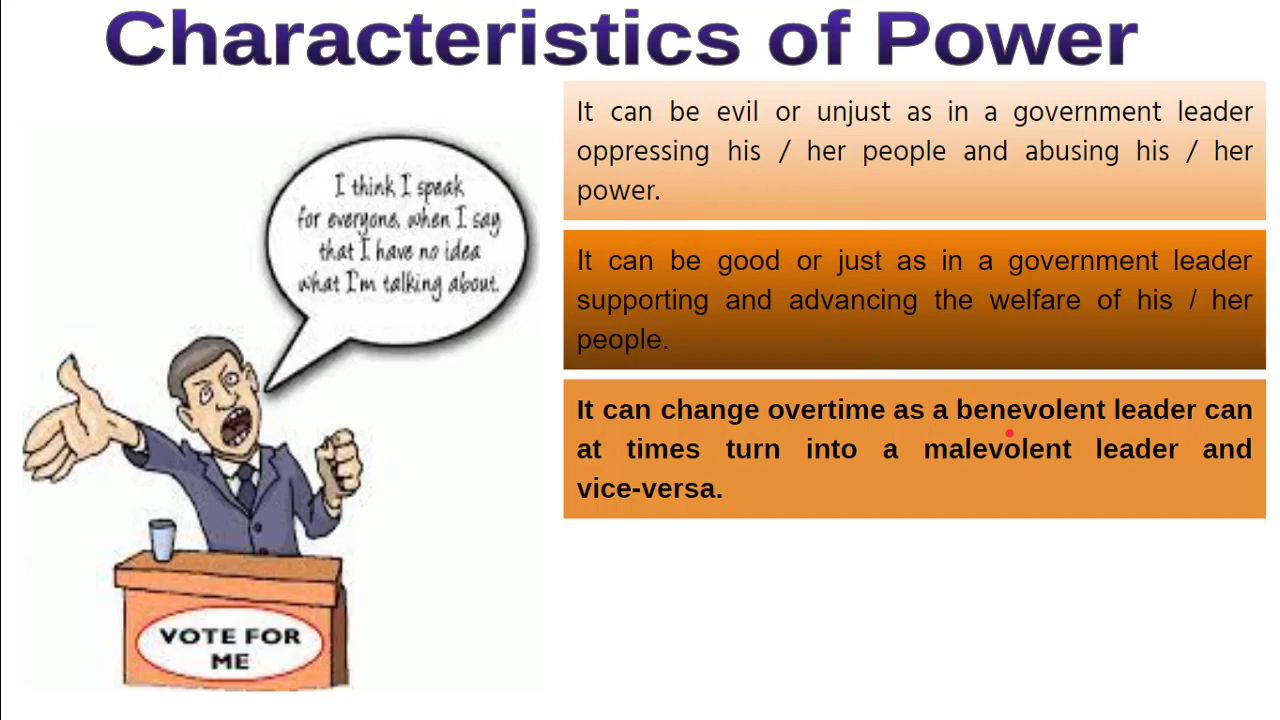 Characteristics of Power
I think I speak
for everyone, when I say
that I have no idea
what I'm talking about.
VOTE FOR
ME
It can be evil or unjust as in a government leader
oppressing his / her people and abusing his / her
power.
It can be good or just as in a government leader
supporting and advancing the welfare of his / her
people.
It can change overtime as a benevolent leader can
at times turn into a malevolent leader and
vice-versa.